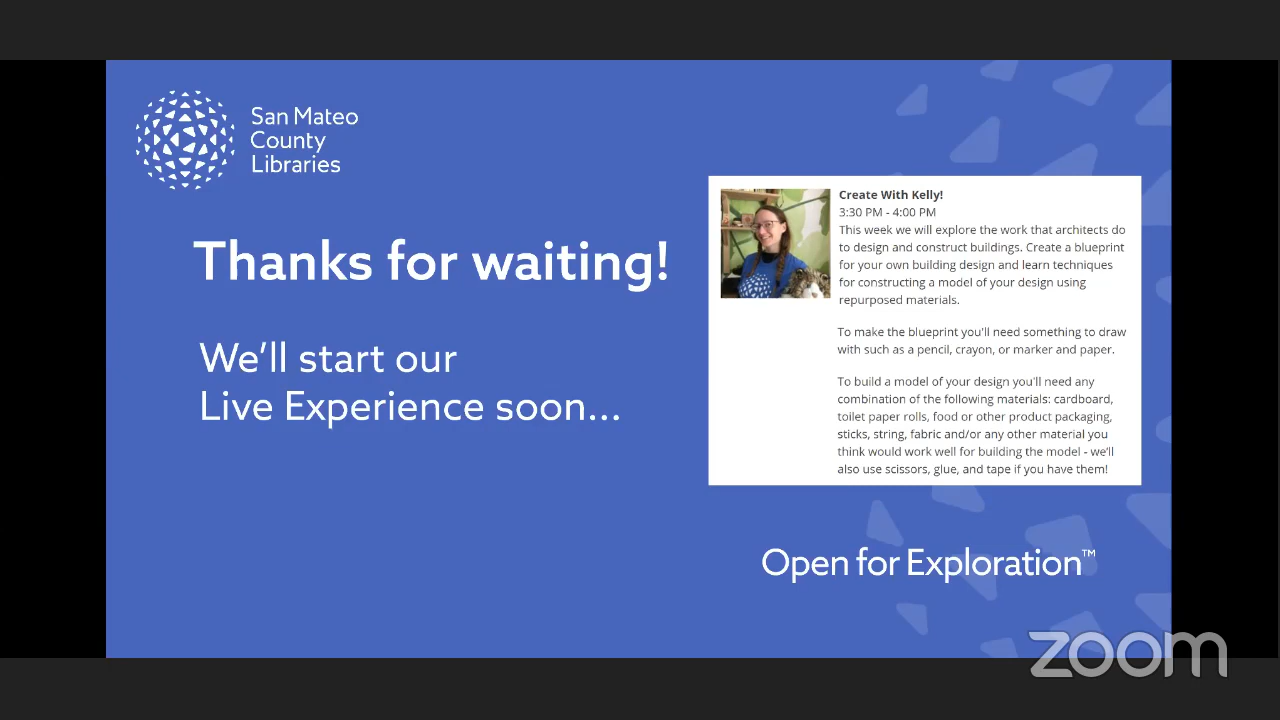 San Mateo
County
Libraries
Thanks for waiting!
We'll start our
Live Experience soon...
Create With Kelly!
3:30 PM - 4:00 PM
This week we will explore the work that architects do
to design and construct buildings. Create a blueprint
for your own building design and learn techniques
for constructing a model of your design using
repurposed materials.
To make the blueprint you'll need something to draw
with such as a pencil, crayon, or marker and paper.
To build a model of your design you'll need any
combination of the following materials: cardboard,
toilet paper rolls, food or other product packaging,
sticks, string, fabric and/or any other material you
think would work well for building the model - we'll
also use scissors, glue, and tape if you have them!
Open for Exploration™
zoom